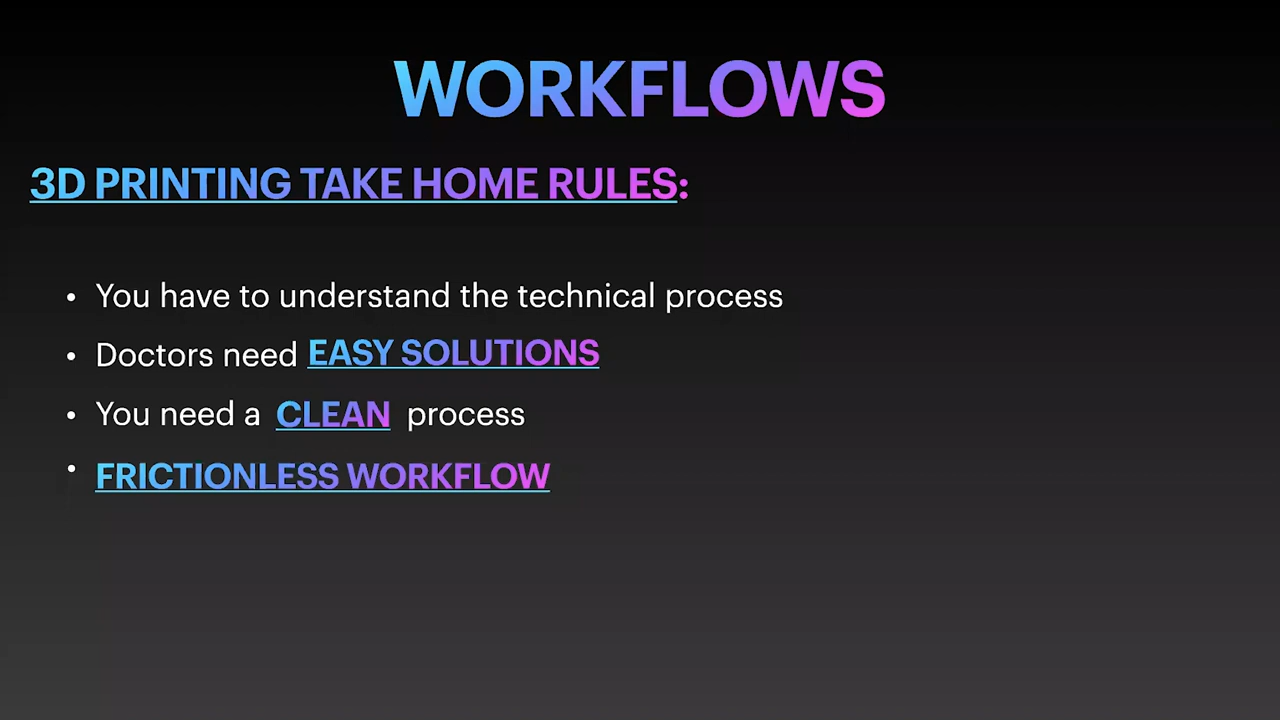 WORKFLOWS
3D PRINTING TAKE HOME RULES:
• You have to understand the technical process
• Doctors need EASY SOLUTIONS
• You need a CLEAN process
• FRICTIONLESS WORKFLOW